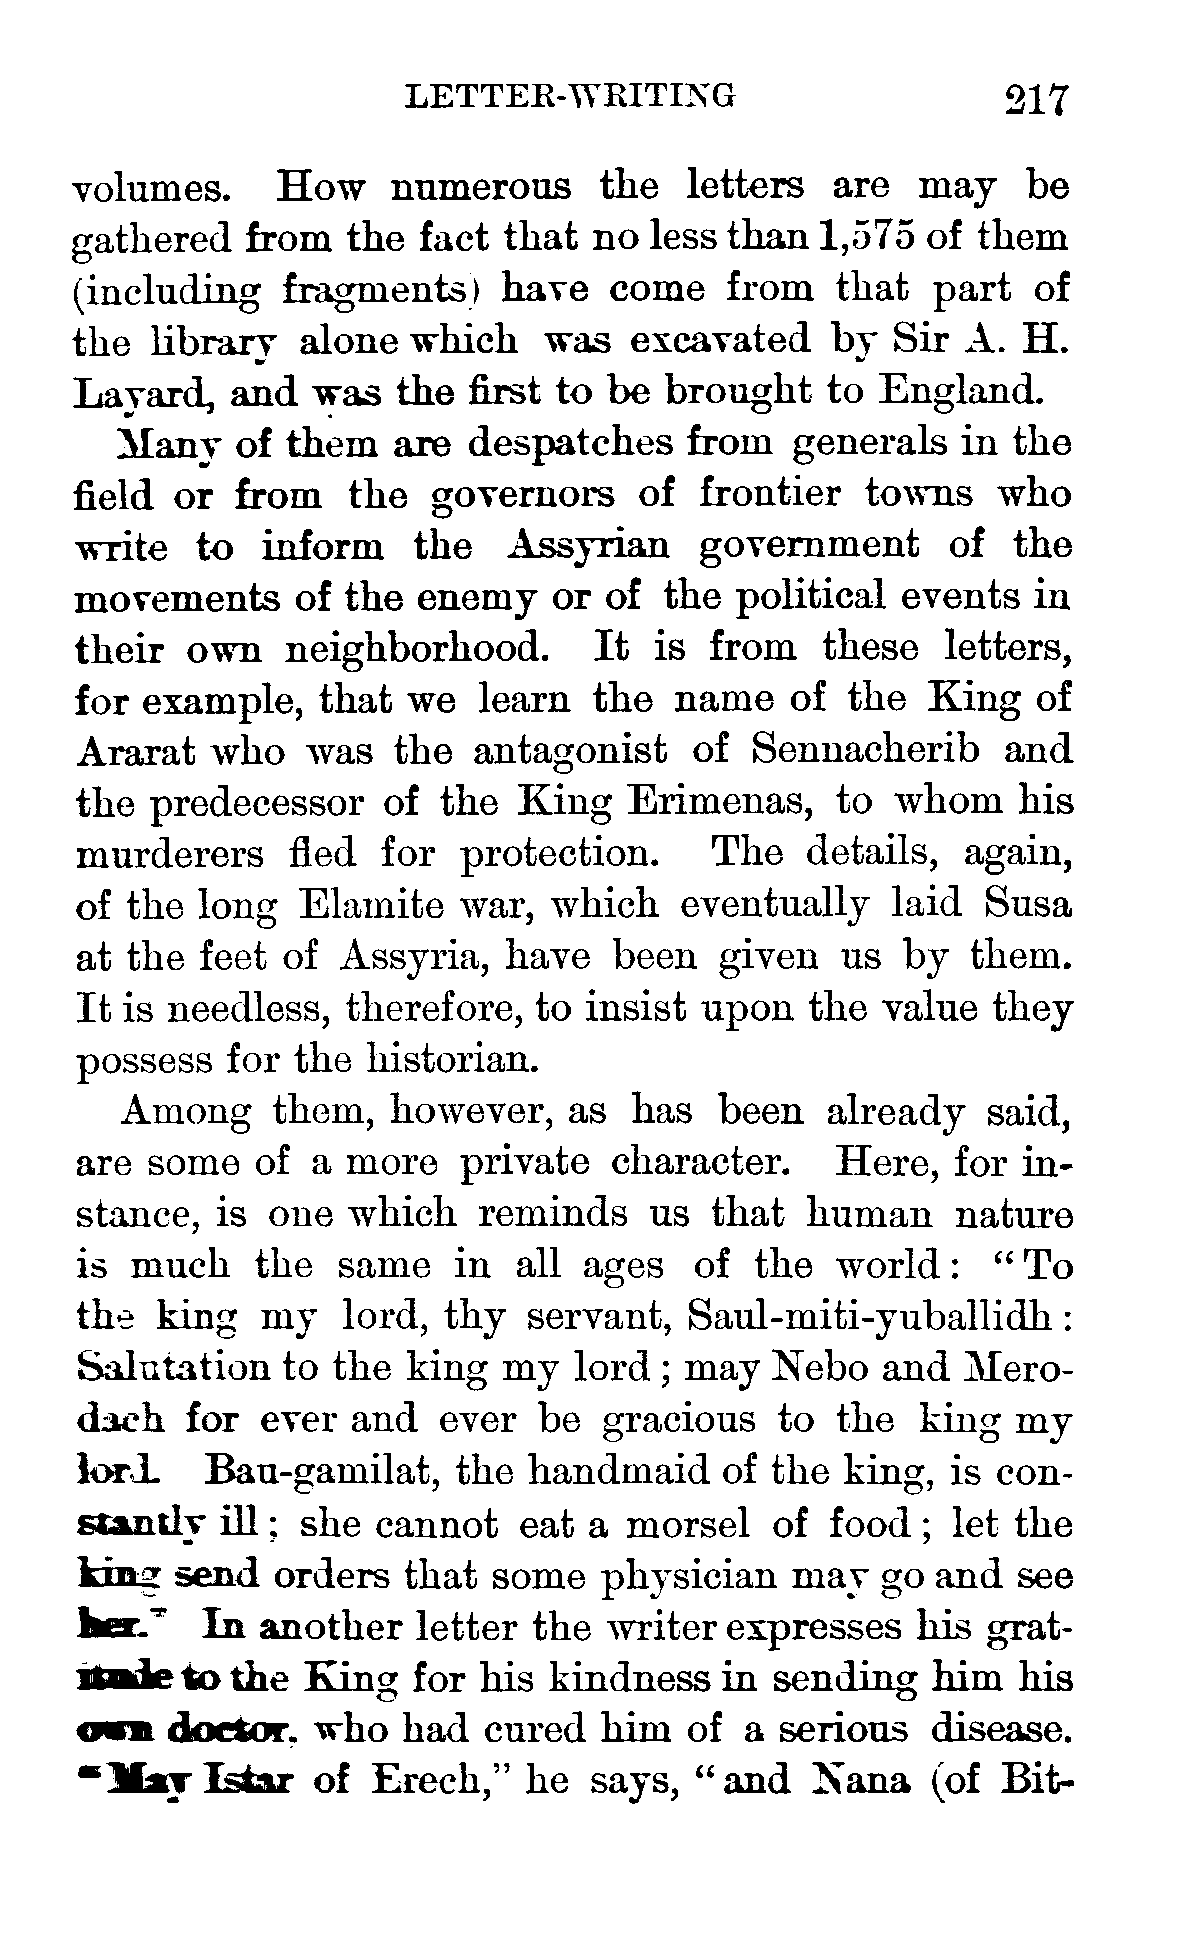 LETTER-WRITING 217
volumes. How numerous the letters are may be
gathered from the fact that no less than 1,575 of them
(including fragments) have come from that part of
the library alone which was excavated by Sir A. H.
Layard, and was the first to be brought to England.
Many of them are despatches from generals in the
field or from the governors of frontier towns who
write to inform the Assyrian government of the
movements of the enemy or of the political events in
their own neighborhood. It is from these letters,
for example, that we learn the name of the King of
Ararat who was the antagonist of Sennacherib and
the predecessor of the King Erimenas, to whom his
murderers fled for protection. The details, again,
of the long Elamite war, which eventually laid Susa
at the feet of Assyria, have been given us by them.
It is needless, therefore, to insist upon the value they
possess for the historian.
Among them, however, as has been already said,
are some of a more private character. Here, for in-
stance, is one which reminds us that human nature
is much the same in all ages of the world: "To
the king my lord, thy servant, Saul-miti-yuballidh:
Salutation to the king my lord; may Nebo and Mero-
dach for ever and ever be gracious to the king my
lord. Bau-gamilat, the handmaid of the king, is con-
stantly ill; she cannot eat a morsel of food; let the
king send orders that some physician may go and see
her." In another letter the writer expresses his grat-
itude to the King for his kindness in sending him his
own doctor, who had cured him of a serious disease.
"May Istar of Erech," he says, "and Nana (of Bit-